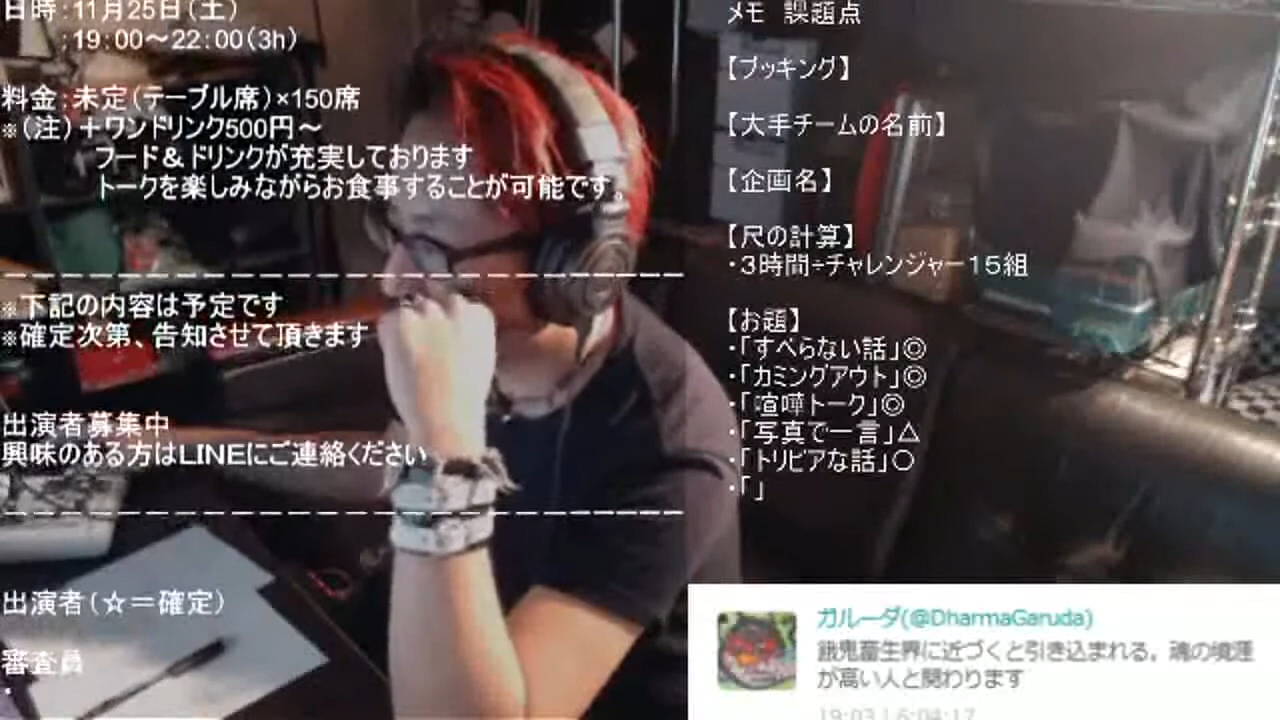 日時：11月25日（土）
：19:00〜22:00（3h）
料金：未定（テーブル席）×150席
※（注）＋ワンドリンク500円〜
フード＆ドリンクが充実しております
トークを楽しみながらお食事することが可能です。
※下記の内容は予定です
※確定次第、告知させて頂きます
出演者募集中
興味のある方はLINEにご連絡ください
出演者（☆＝確定）
審査員
・
メモ 課題点
【ブッキング】
【大手チームの名前】
【企画名】
【尺の計算】
・3時間÷チャレンジャー15組
【お題】
・「すべらない話」◎
・「カミングアウト」◎
・「喧嘩トーク」◎
・「写真で一言」△
・「トリビアな話」○
・「」
ガルーダ(@DharmaGaruda)
餓鬼畜生界に近づくと引き込まれる。魂の境涯
が高い人と関わります
19:03 | 6:04:17